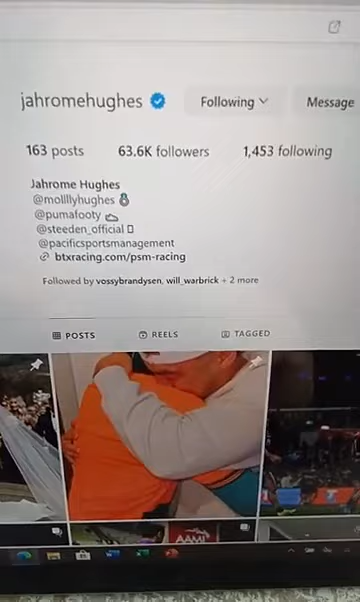 jahromehughes Following Message
163 posts 63.6K followers 1,453 following
Jahrome Hughes
@mollllyhughes
@pumafooty
@steeden_official
@pacificsportsmanagement
btxracing.com/psm-racing
Followed by vossybrandysen, will_warbrick + 2 more
POSTS REELS TAGGED
AAMI